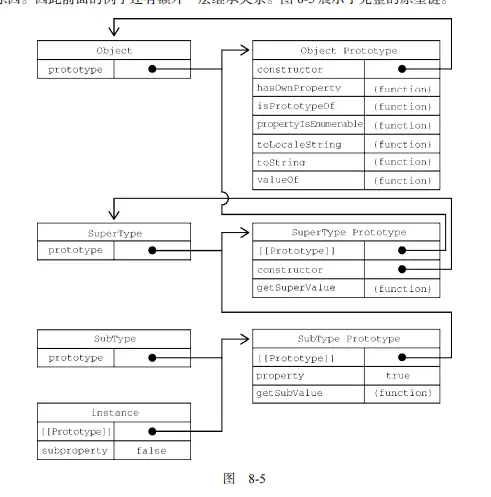 原因。因此前面的例子还有额外一层继承关系。图 8-5 展示了完整的原型链。
Object
prototype
Object Prototype
constructor
hasOwnProperty (function)
isPrototypeOf (function)
propertyIsEnumerable (function)
toLocaleString (function)
toString (function)
valueOf (function)
SuperType
prototype
SuperType Prototype
[[Prototype]]
constructor
getSuperValue (function)
SubType
prototype
SubType Prototype
[[Prototype]]
property true
getSubValue (function)
instance
[[Prototype]]
subproperty false
图 8-5